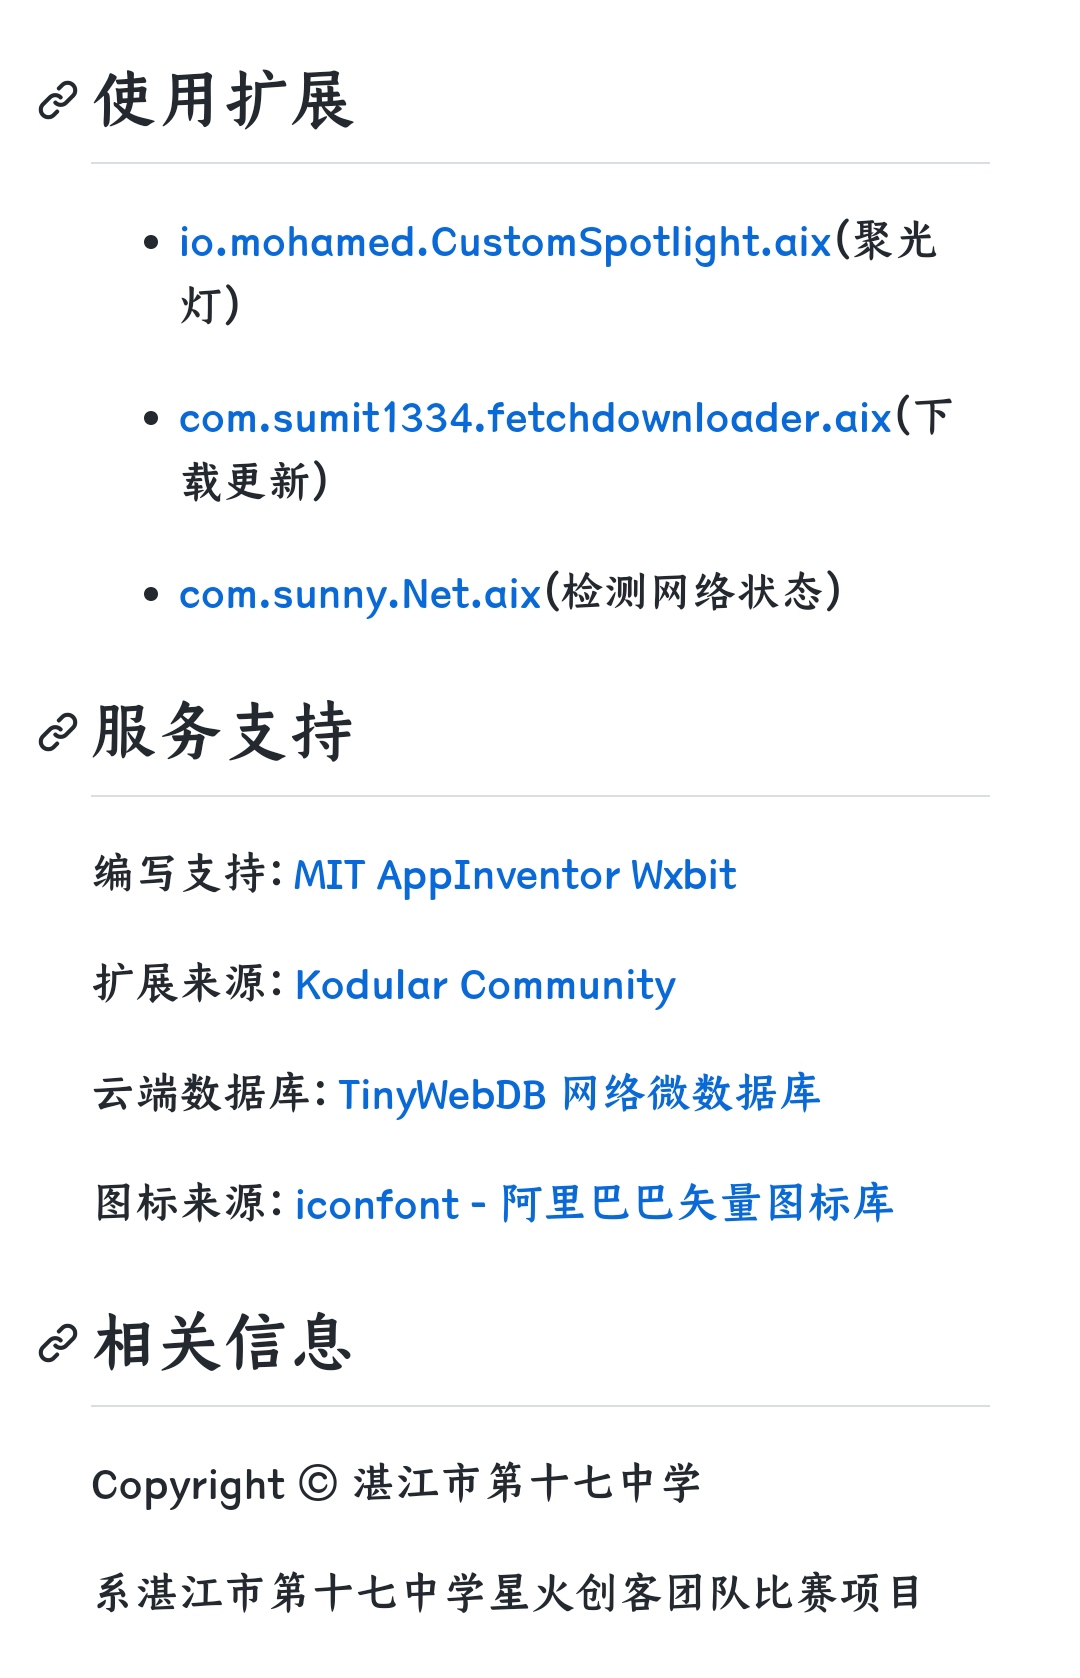 使用扩展
io.mohamed.CustomSpotlight.aix(聚光
灯)
com.sumit1334.fetchdownloader.aix(下
载更新)
com.sunny.Net.aix(检测网络状态)
服务支持
编写支持: MIT AppInventor Wxbit
扩展来源: Kodular Community
云端数据库: TinyWebDB 网络微数据库
图标来源: iconfont - 阿里巴巴矢量图标库
相关信息
Copyright © 湛江市第十七中学
系湛江市第十七中学星火创客团队比赛项目